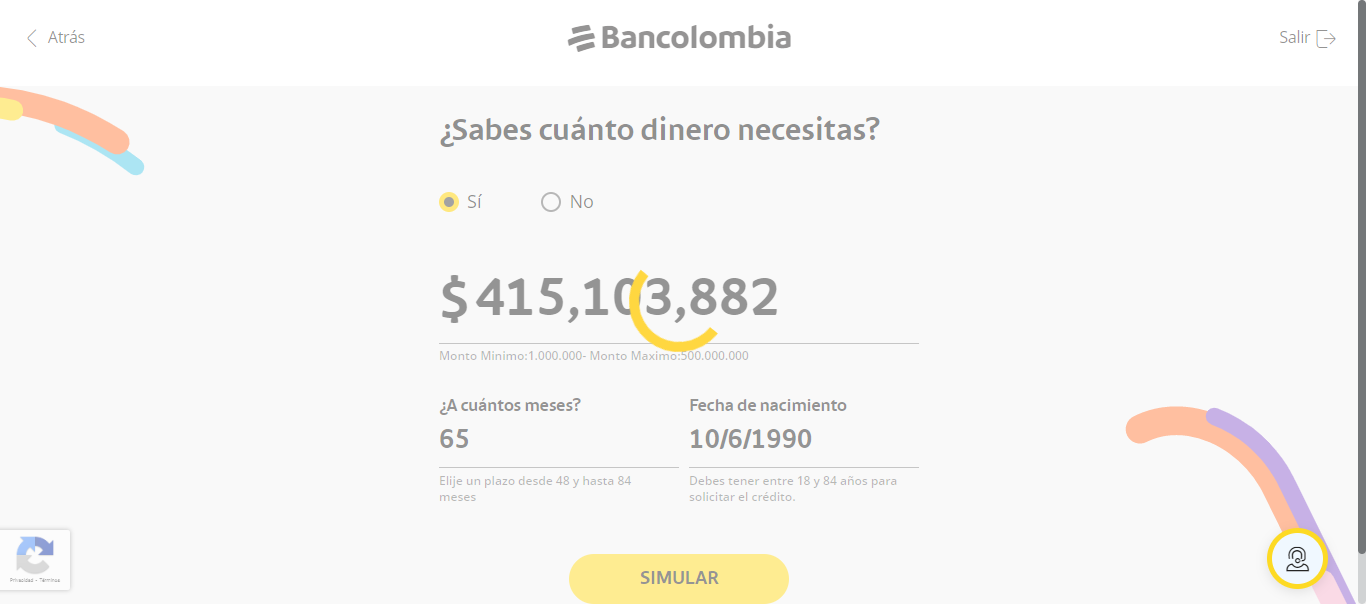 Atrás
Bancolombia
Salir
¿Sabes cuánto dinero necesitas?
Sí
No
$ 415,103,882
Monto Minimo:1.000.000- Monto Maximo:500.000.000
¿A cuántos meses?
Fecha de nacimiento
65
10/6/1990
Elije un plazo desde 48 y hasta 84
meses
Debes tener entre 18 y 84 años para
solicitar el crédito.
Privacidad - Términos
SIMULAR